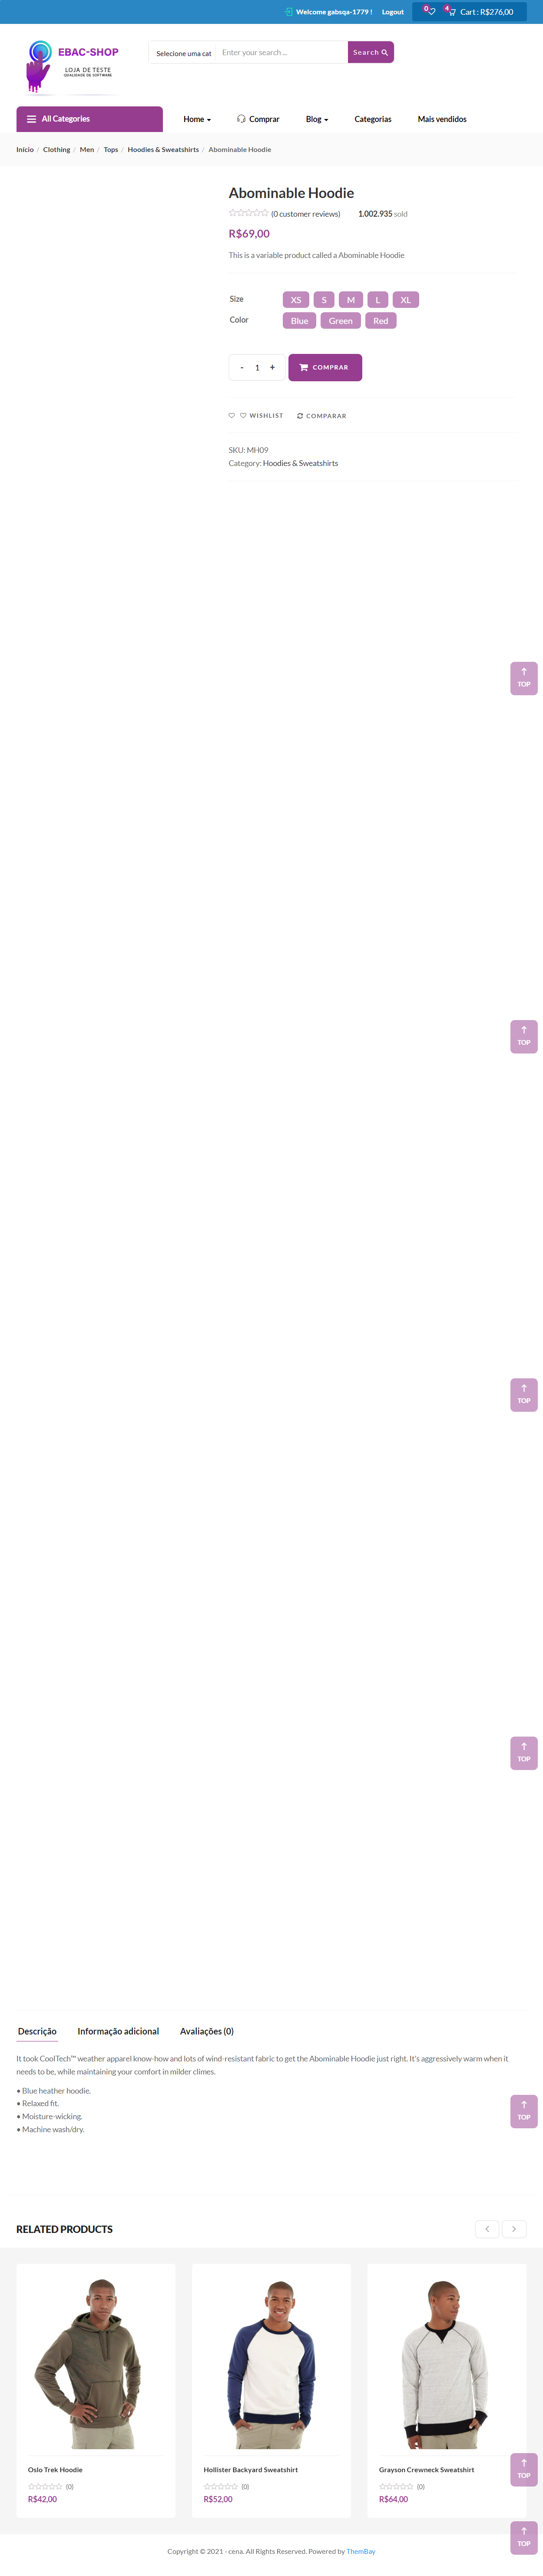 Welcome gabsqa-1779 ! Logout 0 4 Cart : R$276,00
EBAC-SHOP
LOJA DE TESTE
QUALIDADE DE SOFTWARE
Selecione uma cat Enter your search ... Search
All Categories Home Comprar Blog Categorias Mais vendidos
Início / Clothing / Men / Tops / Hoodies & Sweatshirts / Abominable Hoodie
Abominable Hoodie
(0 customer reviews) 1.002.935 sold
R$69,00
This is a variable product called a Abominable Hoodie
Size XS S M L XL
Color Blue Green Red
- 1 + COMPRAR
WISHLIST COMPARAR
SKU: MH09
Category: Hoodies & Sweatshirts
TOP
TOP
TOP
TOP
Descrição Informação adicional Avaliações (0)
It took CoolTech™ weather apparel know-how and lots of wind-resistant fabric to get the Abominable Hoodie just right. It's aggressively warm when it
needs to be, while maintaining your comfort in milder climes.
• Blue heather hoodie.
• Relaxed fit.
• Moisture-wicking.
• Machine wash/dry.
TOP
RELATED PRODUCTS
Oslo Trek Hoodie Hollister Backyard Sweatshirt Grayson Crewneck Sweatshirt
TOP
(0) (0) (0)
R$42,00 R$52,00 R$64,00
TOP
Copyright © 2021 - cena. All Rights Reserved. Powered by ThemBay